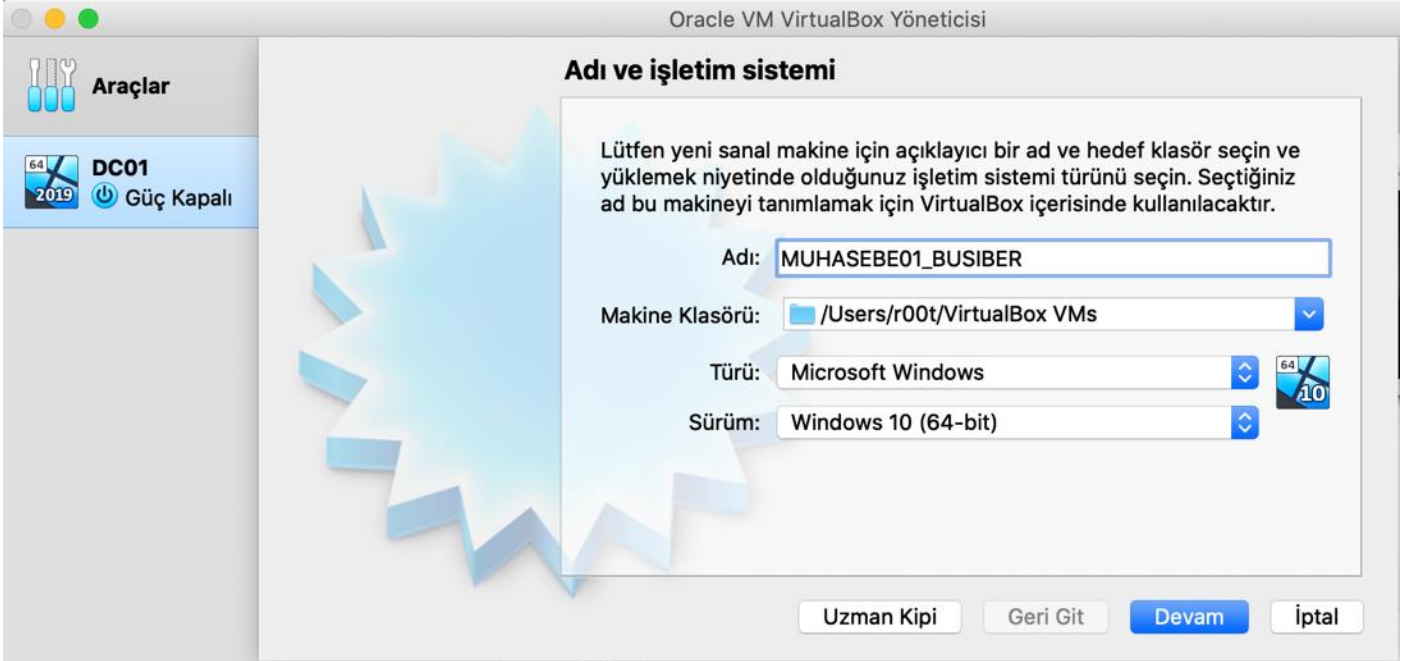 Oracle VM VirtualBox Yöneticisi
Araçlar
64
2019
DC01
Güç Kapalı
Adı ve işletim sistemi
Lütfen yeni sanal makine için açıklayıcı bir ad ve hedef klasör seçin ve
yüklemek niyetinde olduğunuz işletim sistemi türünü seçin. Seçtiğiniz
ad bu makineyi tanımlamak için VirtualBox içerisinde kullanılacaktır.
Adı: MUHASEBE01_BUSIBER
Makine Klasörü: /Users/r00t/VirtualBox VMs
Türü: Microsoft Windows
64
10
Sürüm: Windows 10 (64-bit)
Uzman Kipi Geri Git Devam İptal